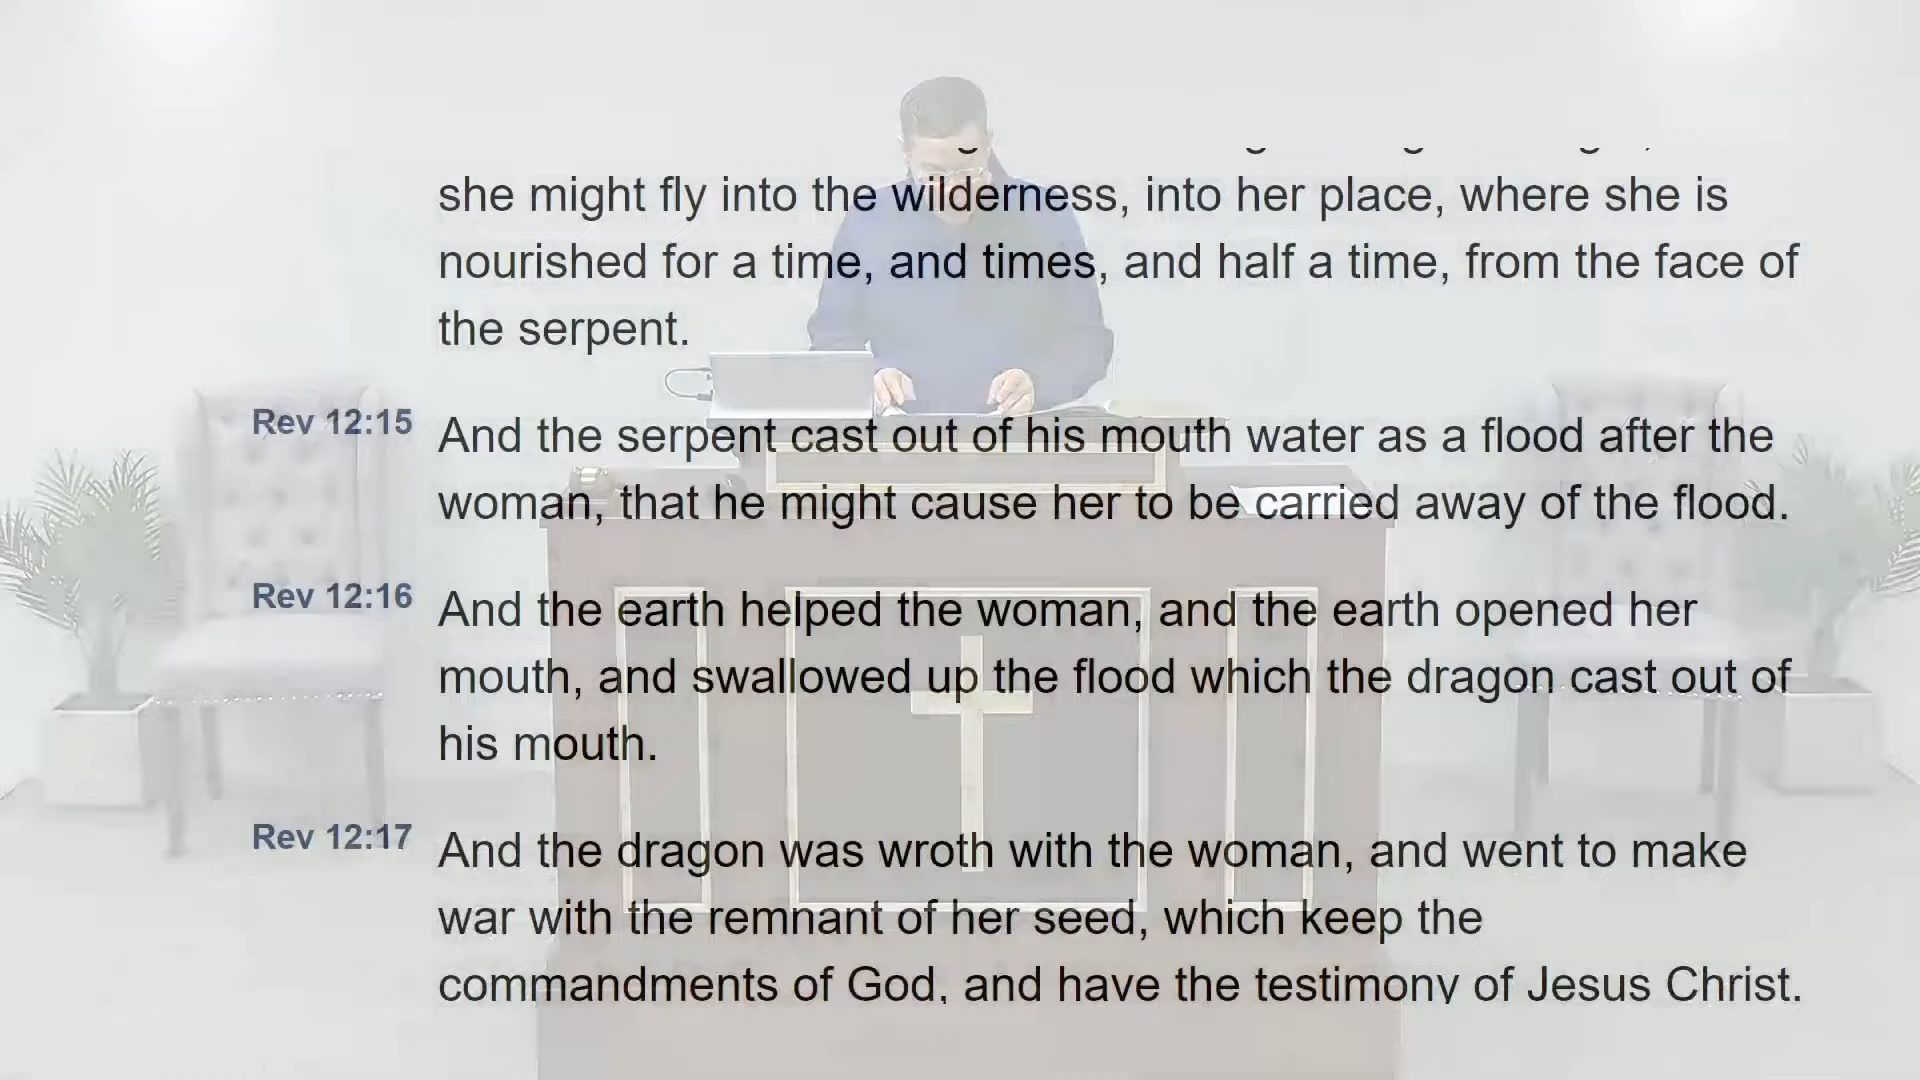 she might fly into the wilderness, into her place, where she is
nourished for a time, and times, and half a time, from the face of
the serpent.
Rev 12:15 And the serpent cast out of his mouth water as a flood after the
woman, that he might cause her to be carried away of the flood.
Rev 12:16 And the earth helped the woman, and the earth opened her
mouth, and swallowed up the flood which the dragon cast out of
his mouth.
Rev 12:17 And the dragon was wroth with the woman, and went to make
war with the remnant of her seed, which keep the
commandments of God, and have the testimony of Jesus Christ.